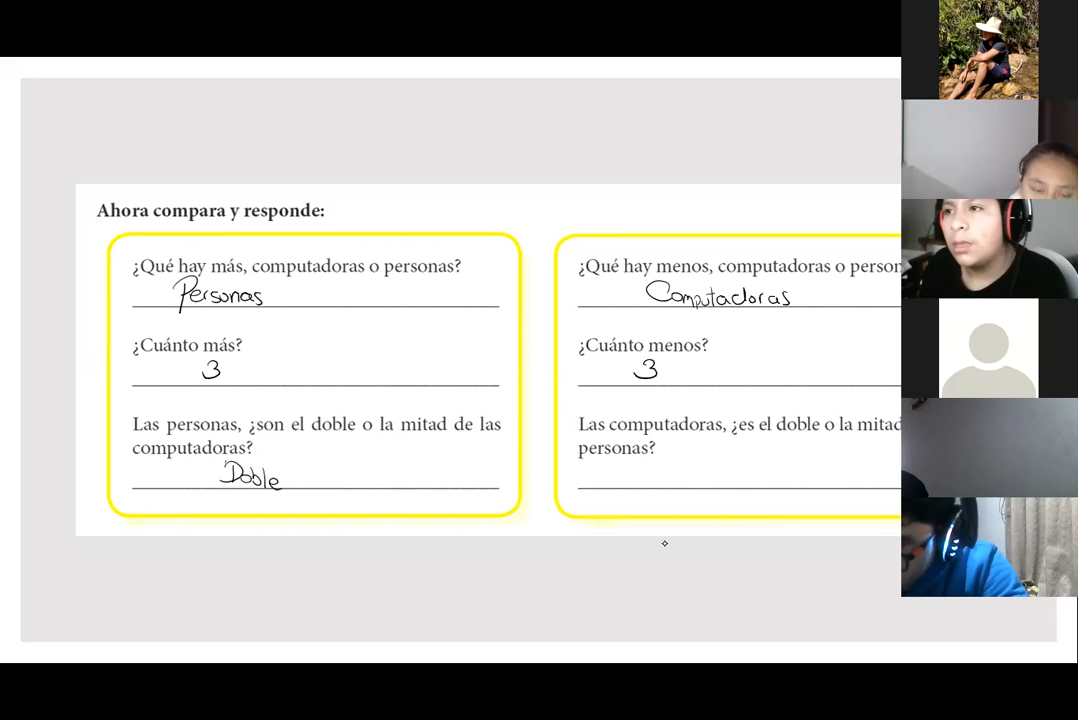 Ahora compara y responde:
¿Qué hay más, computadoras o personas?
Personas
¿Cuánto más?
3
Las personas, ¿son el doble o la mitad de las
computadoras?
Doble
¿Qué hay menos, computadoras o person
Computadoras
¿Cuánto menos?
3
Las computadoras, ¿es el doble o la mitad
personas?